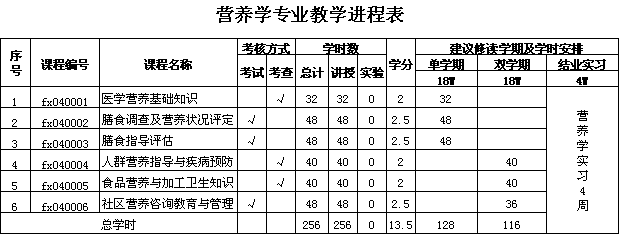 营养学专业教学进程表
序号 课程编号 课程名称 考核方式 学时数 学分 建议修读学期及学时安排
考试 考查 总计 讲授 实验 单学期 双学期 结业实习
18W 18W 4W
1 fx040001 医学营养基础知识 √ 32 32 0 2 32
2 fx040002 膳食调查及营养状况评定 √ 48 48 0 2.5 48
3 fx040003 膳食指导评估 √ 48 48 0 2.5 48
4 fx040004 人群营养指导与疾病预防 √ 40 40 0 2 40
5 fx040005 食品营养与加工卫生知识 √ 40 40 0 2 40
6 fx040006 社区营养咨询教育与管理 √ 48 48 0 2.5 36
营养学实习4周
总学时 256 256 0 13.5 128 116